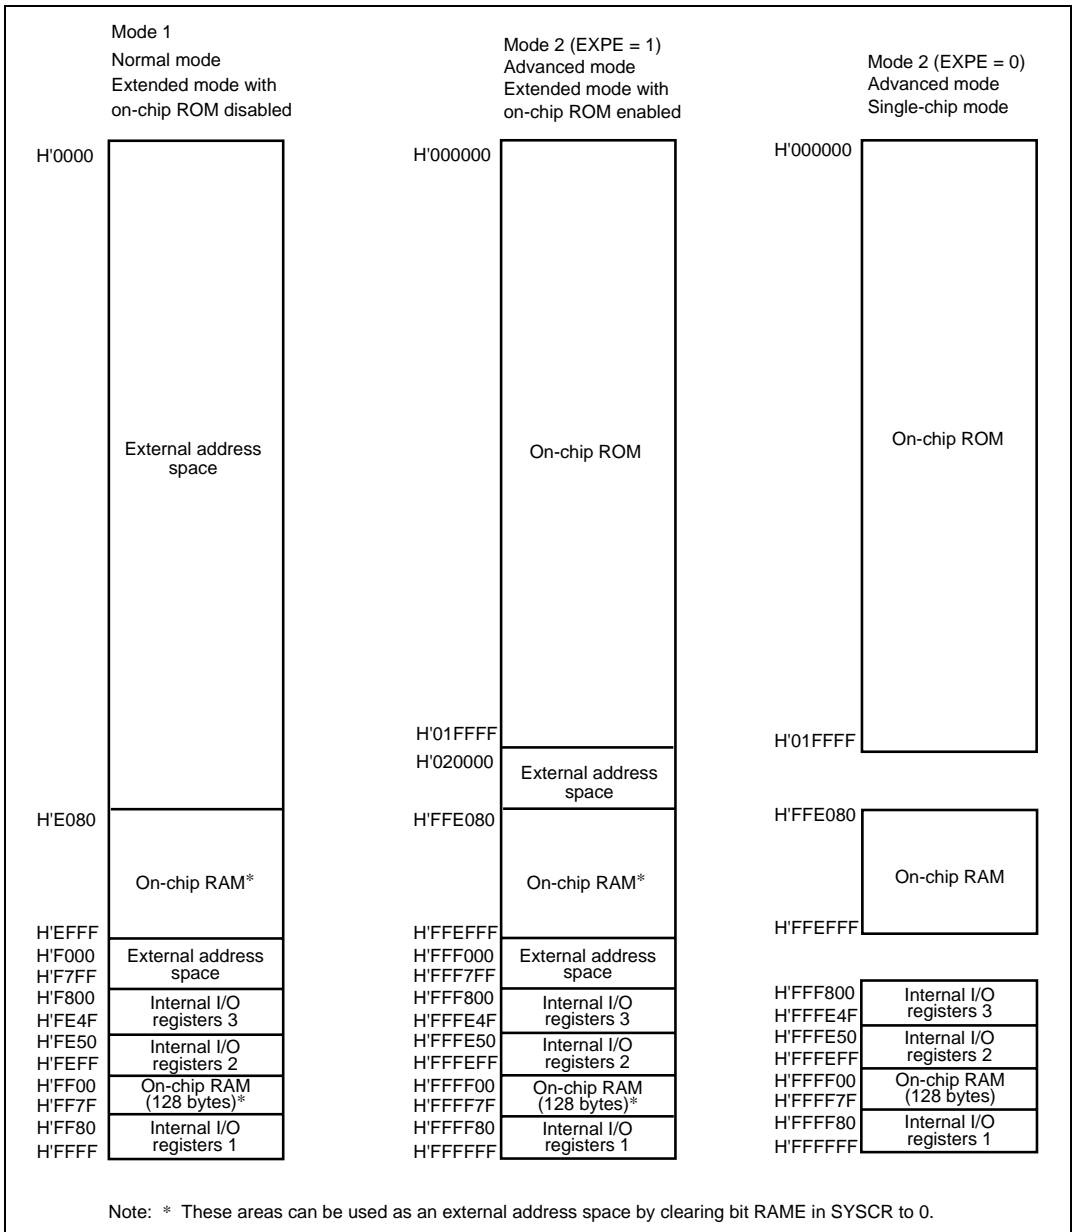 Mode 1
Normal mode
Extended mode with
on-chip ROM disabled
H'0000
External address
space
H'E080
On-chip RAM*
H'EFFF
H'F000
External address
space
H'F7FF
H'F800
Internal I/O
registers 3
H'FE4F
H'FE50
Internal I/O
registers 2
H'FEFF
H'FF00
On-chip RAM
(128 bytes)*
H'FF7F
H'FF80
Internal I/O
registers 1
H'FFFF
Mode 2 (EXPE = 1)
Advanced mode
Extended mode with
on-chip ROM enabled
H'000000
On-chip ROM
H'01FFFF
H'020000
External address
space
H'FFE080
On-chip RAM*
H'FFEFFF
H'FFF000
External address
space
H'FFF7FF
H'FFF800
Internal I/O
registers 3
H'FFFE4F
H'FFFE50
Internal I/O
registers 2
H'FFFEFF
H'FFFF00
On-chip RAM
(128 bytes)*
H'FFFF7F
H'FFFF80
Internal I/O
registers 1
H'FFFFFF
Mode 2 (EXPE = 0)
Advanced mode
Single-chip mode
H'000000
On-chip ROM
H'01FFFF
H'FFE080
On-chip RAM
H'FFEFFF
H'FFF800
Internal I/O
registers 3
H'FFFE4F
H'FFFE50
Internal I/O
registers 2
H'FFFEFF
H'FFFF00
On-chip RAM
(128 bytes)
H'FFFF7F
H'FFFF80
Internal I/O
registers 1
H'FFFFFF
Note: * These areas can be used as an external address space by clearing bit RAME in SYSCR to 0.